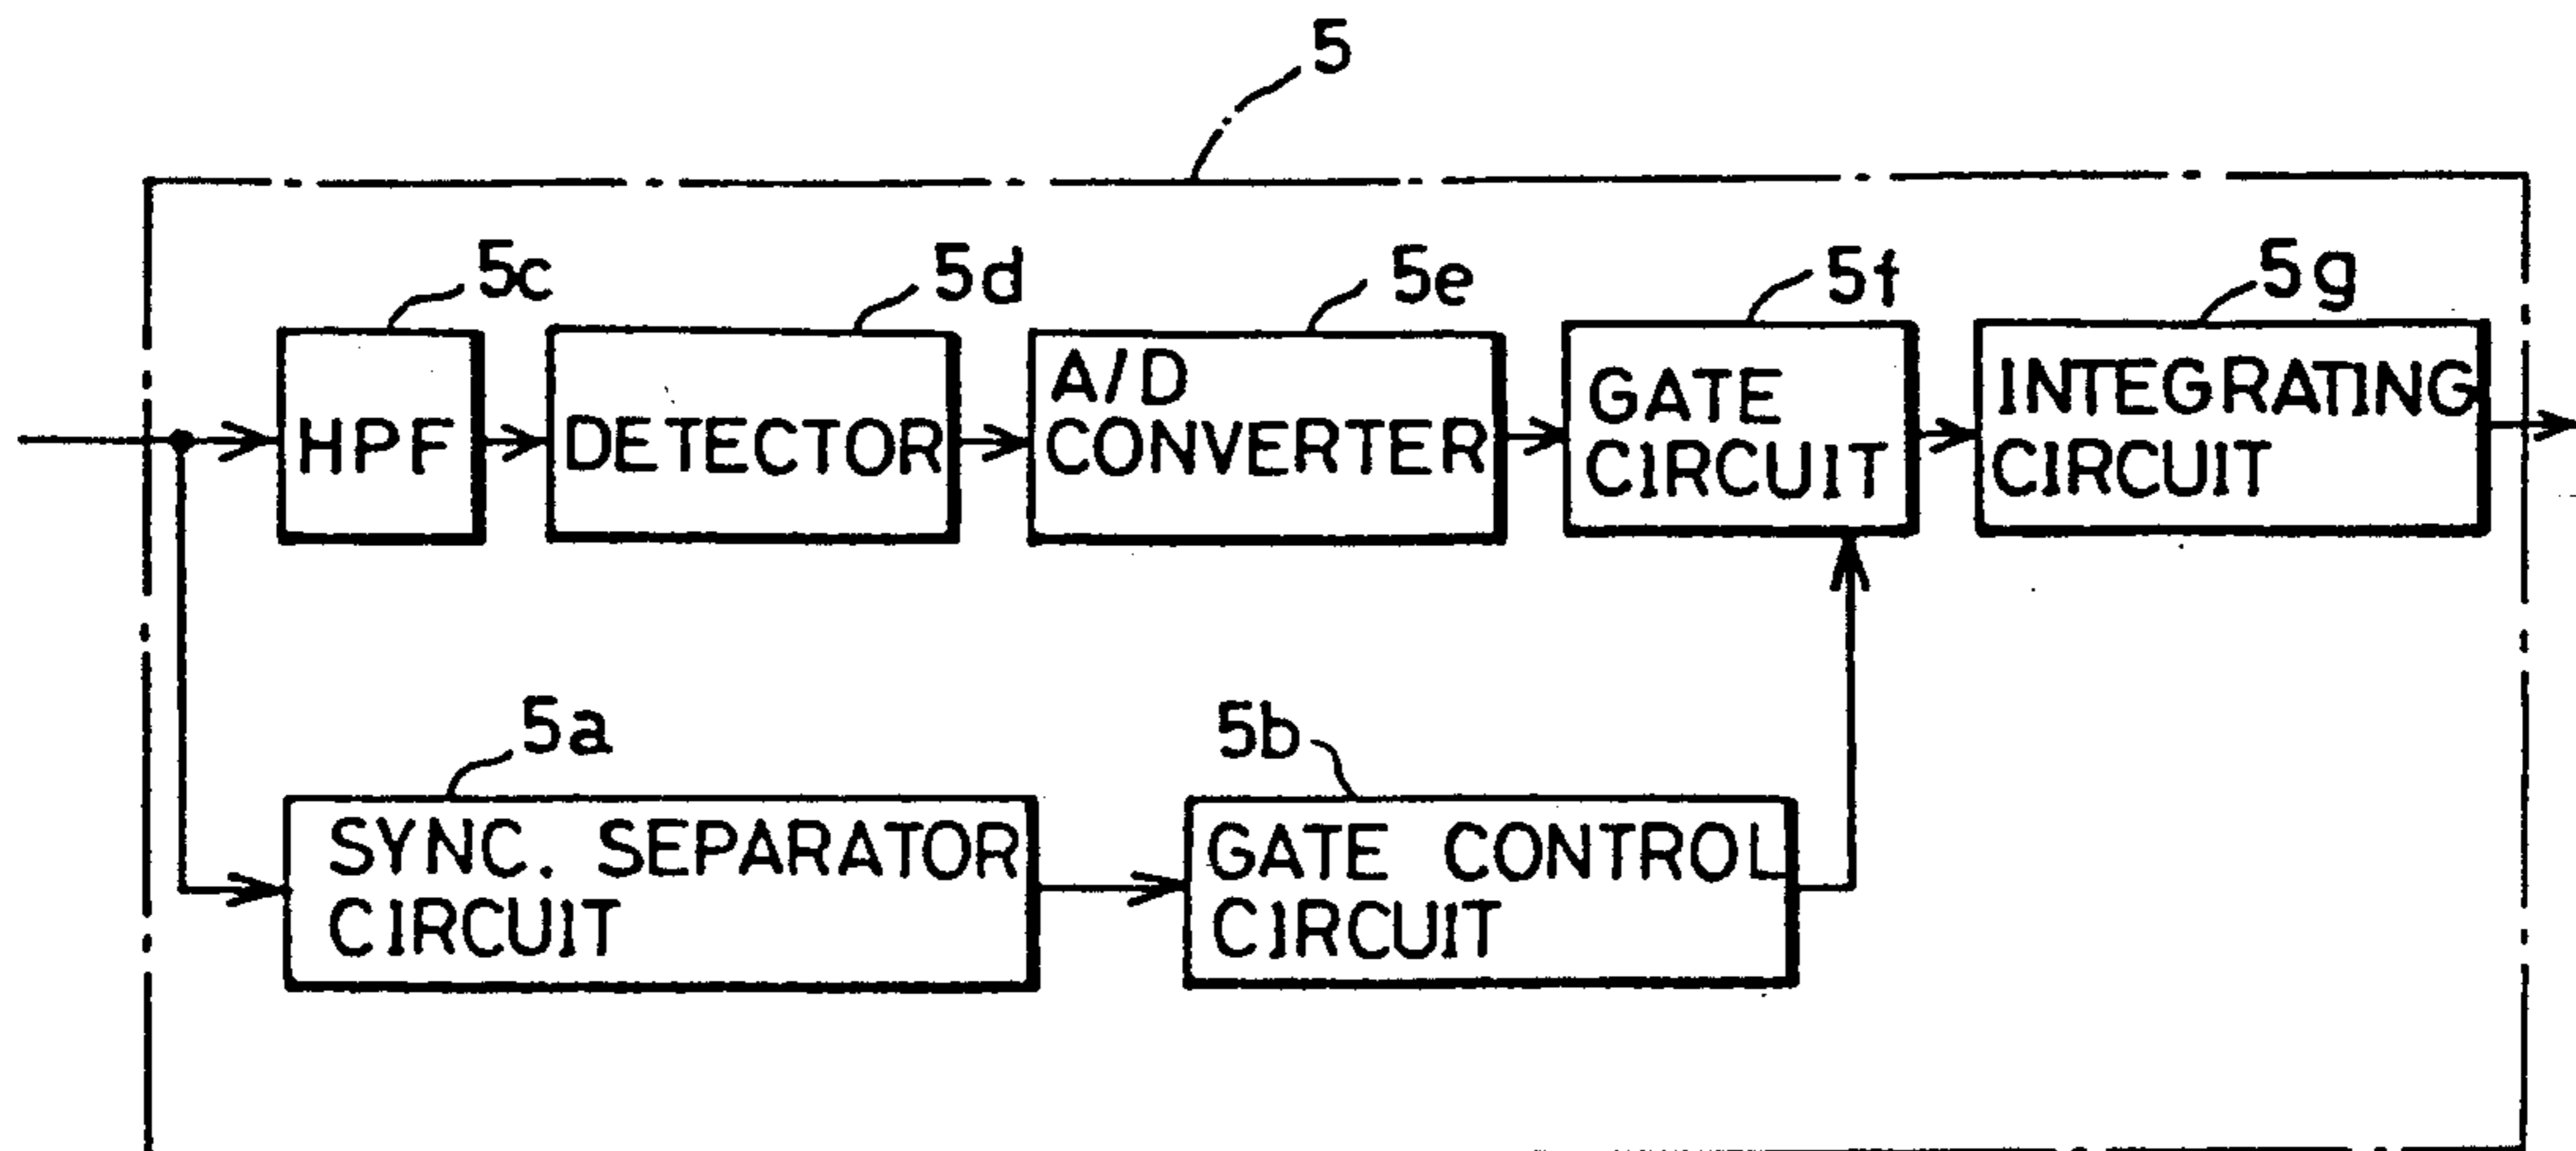 5
5c
5d
5e
5f
5g
HPF
DETECTOR
A/D
CONVERTER
GATE
CIRCUIT
INTEGRATING
CIRCUIT
5a
5b
SYNC. SEPARATOR
CIRCUIT
GATE CONTROL
CIRCUIT